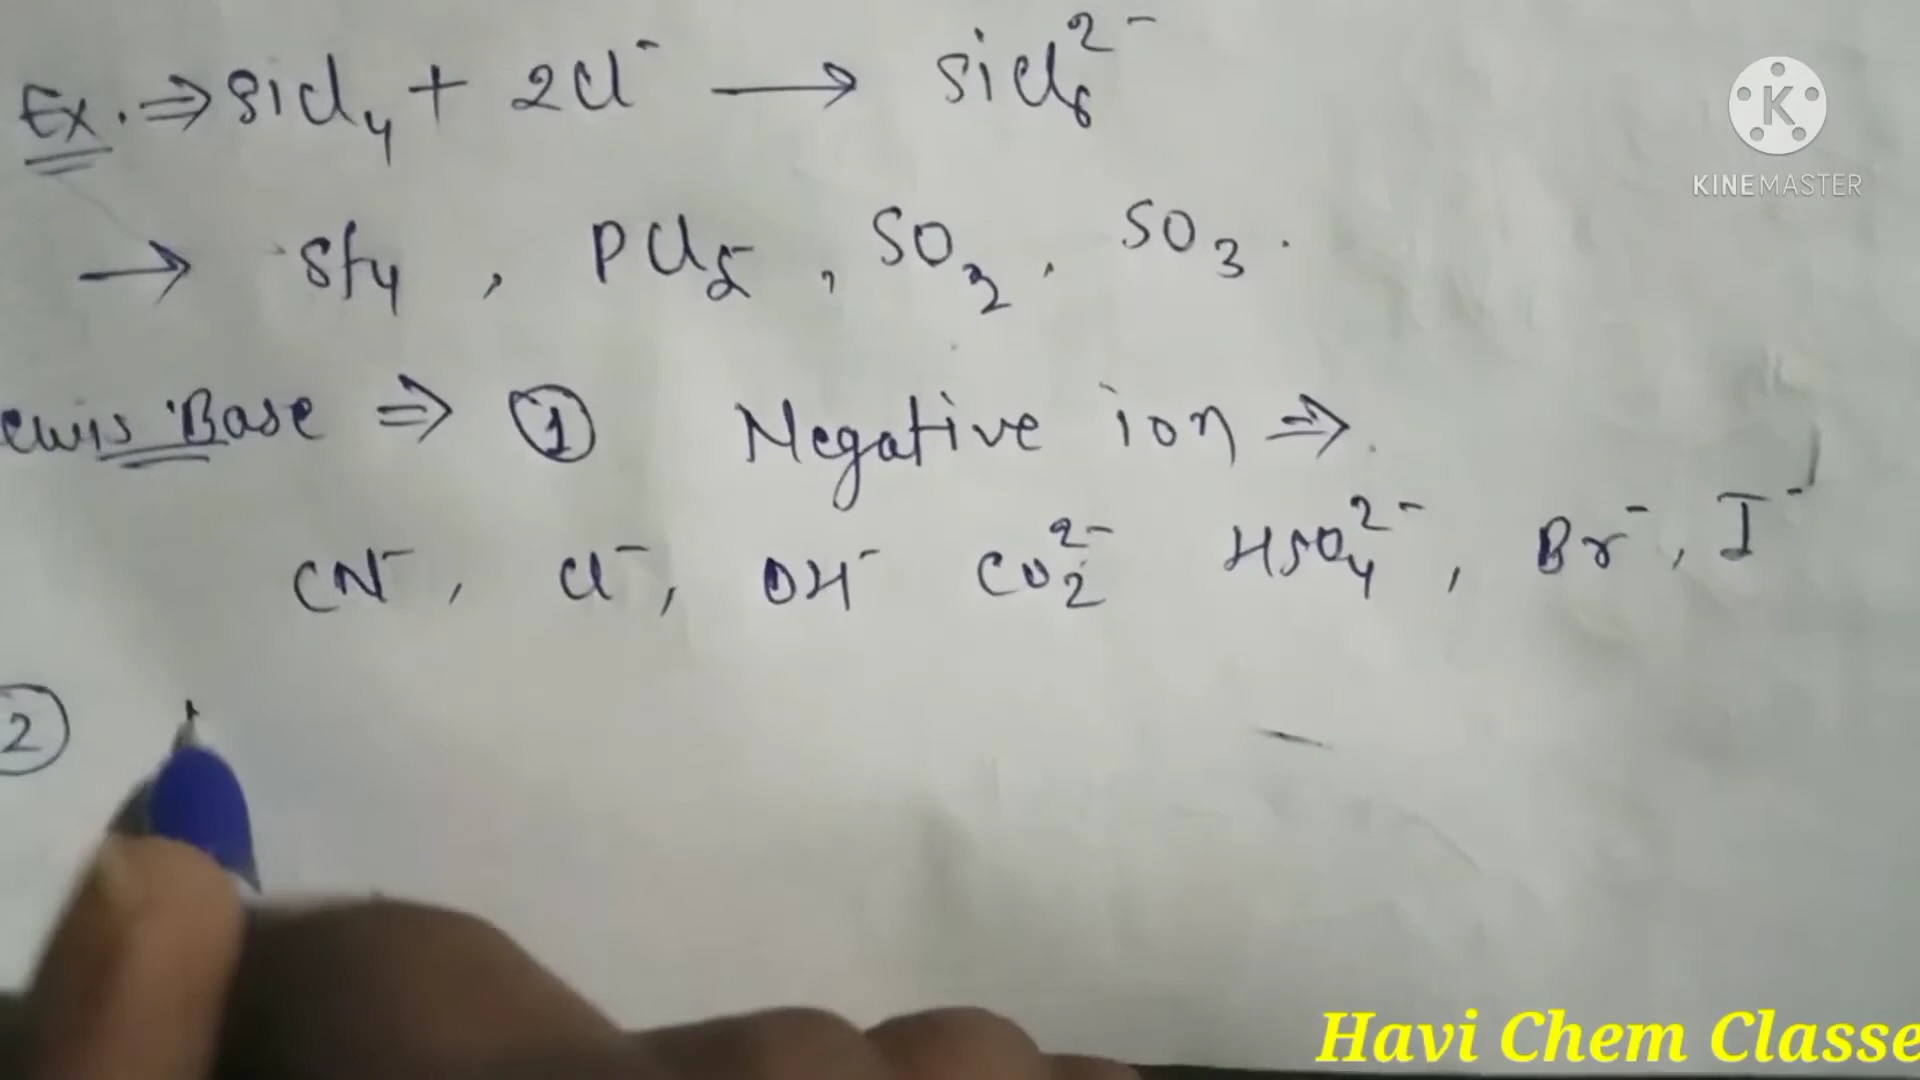 Ex. ⇒ SiCl4 + 2Cl⁻ ⟶ SiCl6²⁻
K
KINEMASTER
→ Sf4 , PCl5 , SO2 , SO3 .
ewis Base ⇒ ① Negative ion ⇒
CN⁻ , Cl⁻ , OH⁻ CO2²⁻ HSO4²⁻ , Br⁻ , I⁻
②
Havi Chem Classe